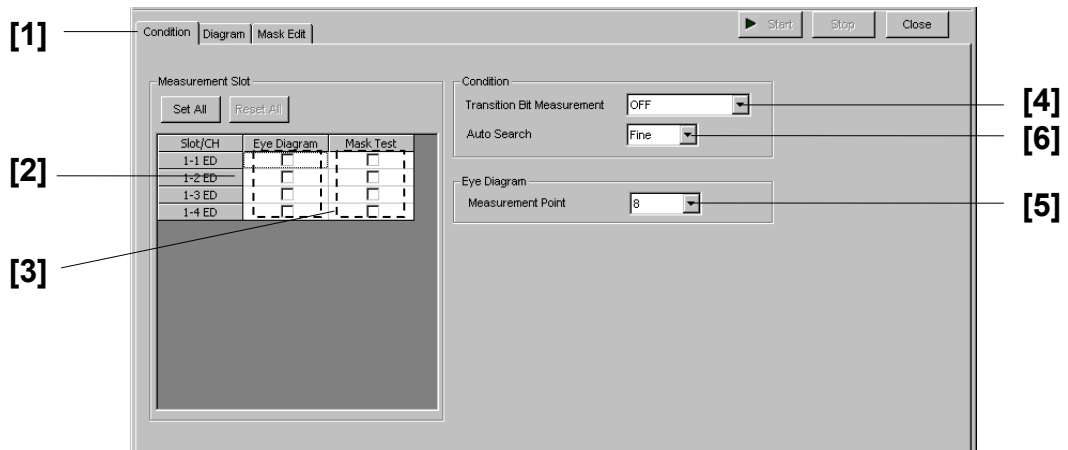 [1]
Condition Diagram Mask Edit
Start Stop Close
Measurement Slot
Set All Reset All
Slot/CH Eye Diagram Mask Test
1-1 ED
1-2 ED
1-3 ED
1-4 ED
[2]
[3]
Condition
Transition Bit Measurement OFF
[4]
Auto Search Fine
[6]
Eye Diagram
Measurement Point 8
[5]